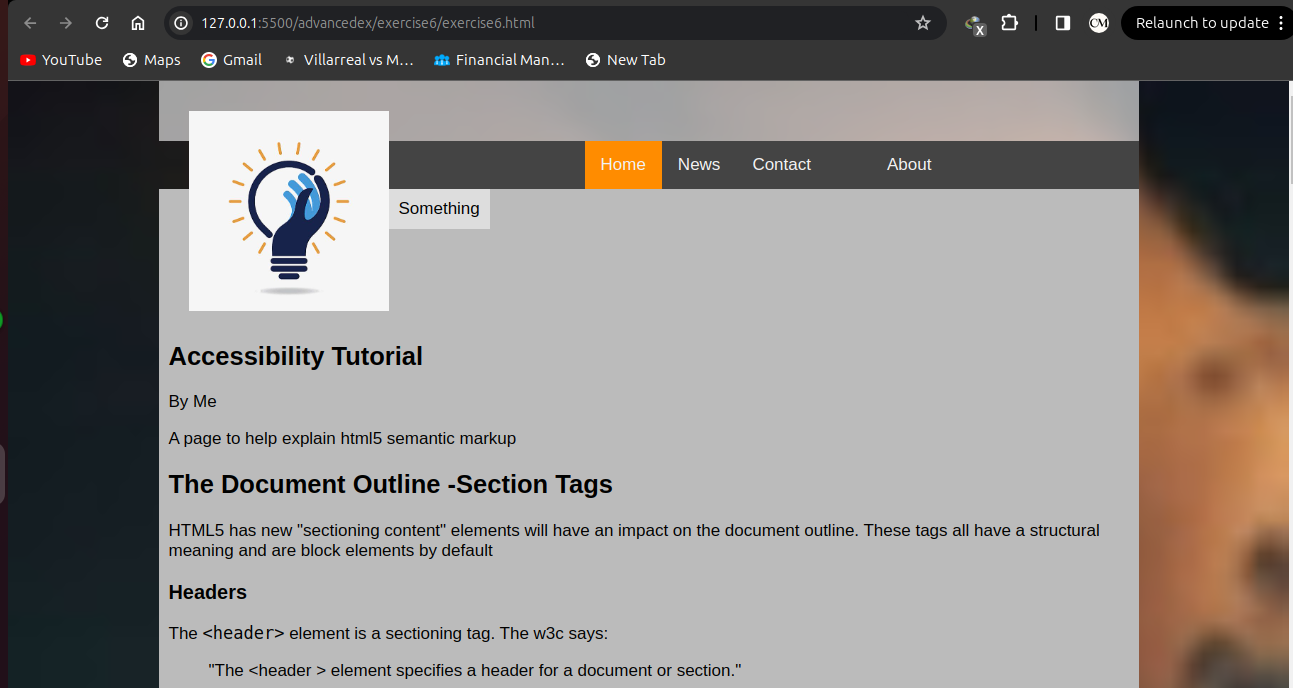 127.0.0.1:5500/advancedex/exercise6/exercise6.html
X
CM
Relaunch to update
YouTube
Maps
Gmail
Villarreal vs M...
Financial Man...
New Tab
Home
News
Contact
About
Something
Accessibility Tutorial
By Me
A page to help explain html5 semantic markup
The Document Outline -Section Tags
HTML5 has new "sectioning content" elements will have an impact on the document outline. These tags all have a structural
meaning and are block elements by default
Headers
The <header> element is a sectioning tag. The w3c says:
"The <header > element specifies a header for a document or section."